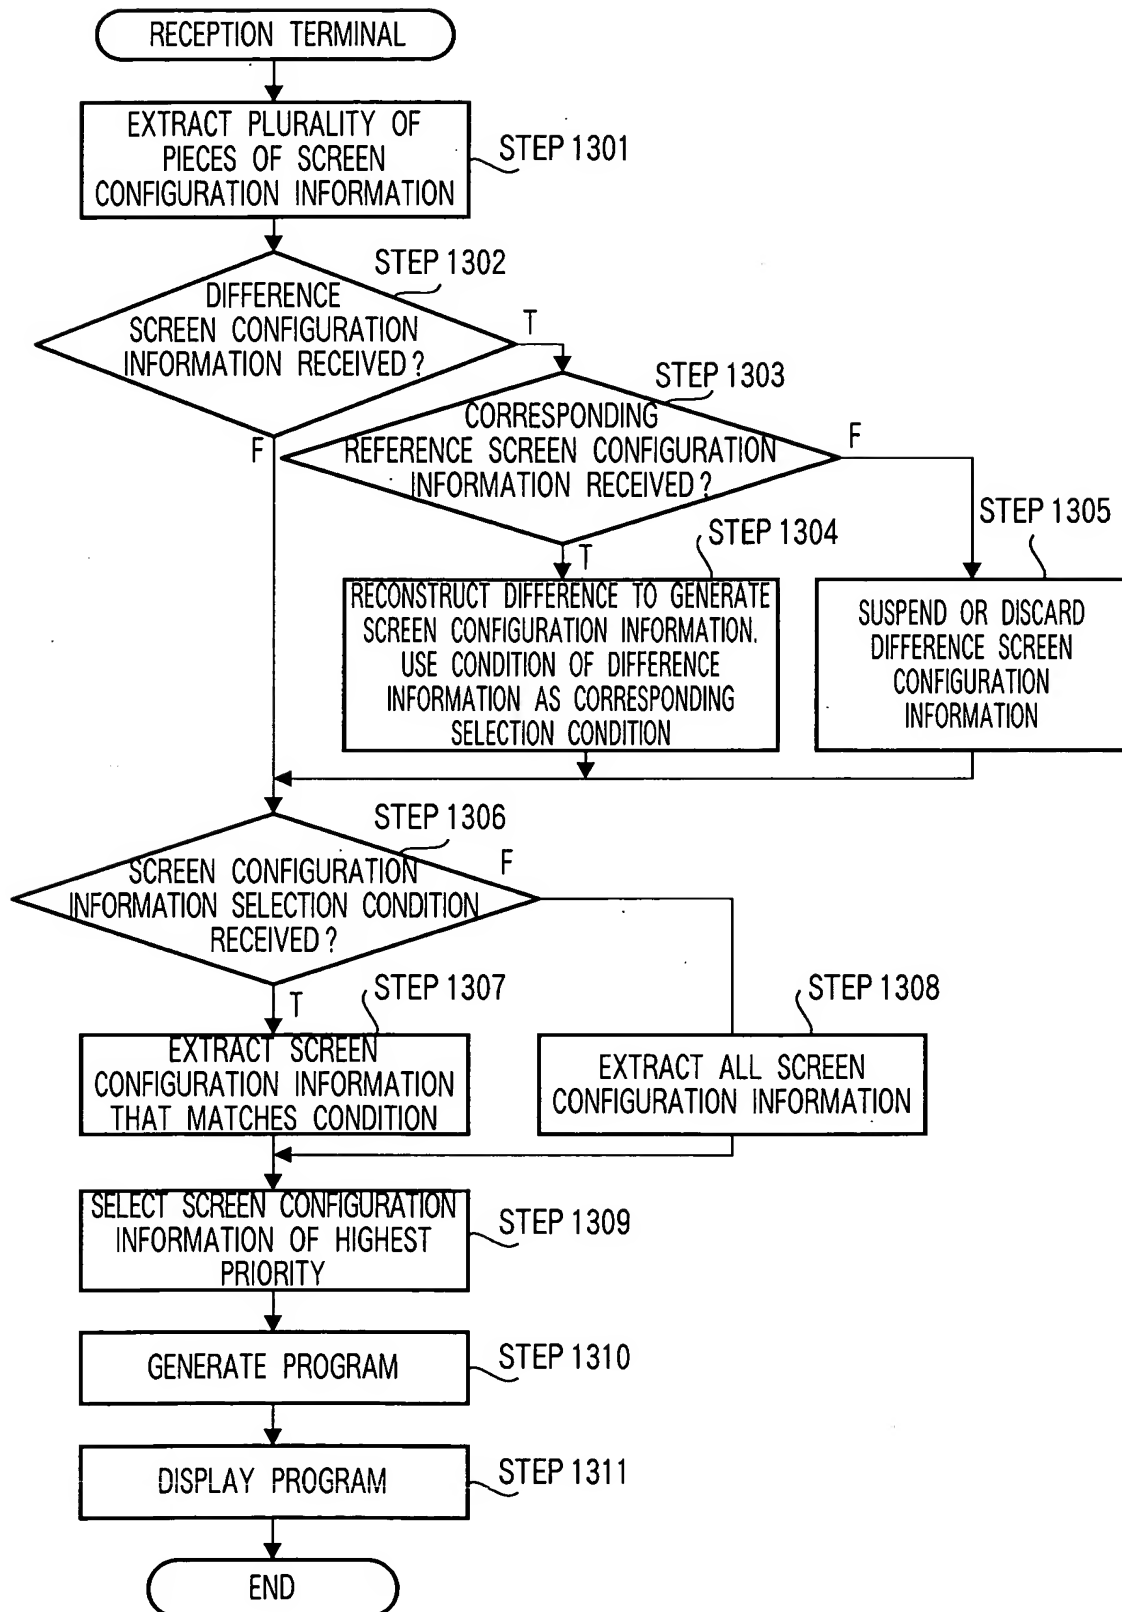 RECEPTION TERMINAL
EXTRACT PLURALITY OF
PIECES OF SCREEN
CONFIGURATION INFORMATION
STEP 1301
STEP 1302
DIFFERENCE
SCREEN CONFIGURATION
INFORMATION RECEIVED?
T
F
STEP 1303
CORRESPONDING
REFERENCE SCREEN CONFIGURATION
INFORMATION RECEIVED?
F
T
STEP 1304
RECONSTRUCT DIFFERENCE TO GENERATE
SCREEN CONFIGURATION INFORMATION.
USE CONDITION OF DIFFERENCE
INFORMATION AS CORRESPONDING
SELECTION CONDITION
STEP 1305
SUSPEND OR DISCARD
DIFFERENCE SCREEN
CONFIGURATION
INFORMATION
STEP 1306
SCREEN CONFIGURATION
INFORMATION SELECTION CONDITION
RECEIVED?
F
T
STEP 1307
EXTRACT SCREEN
CONFIGURATION INFORMATION
THAT MATCHES CONDITION
STEP 1308
EXTRACT ALL SCREEN
CONFIGURATION INFORMATION
SELECT SCREEN CONFIGURATION
INFORMATION OF HIGHEST
PRIORITY
STEP 1309
GENERATE PROGRAM
STEP 1310
DISPLAY PROGRAM
STEP 1311
END